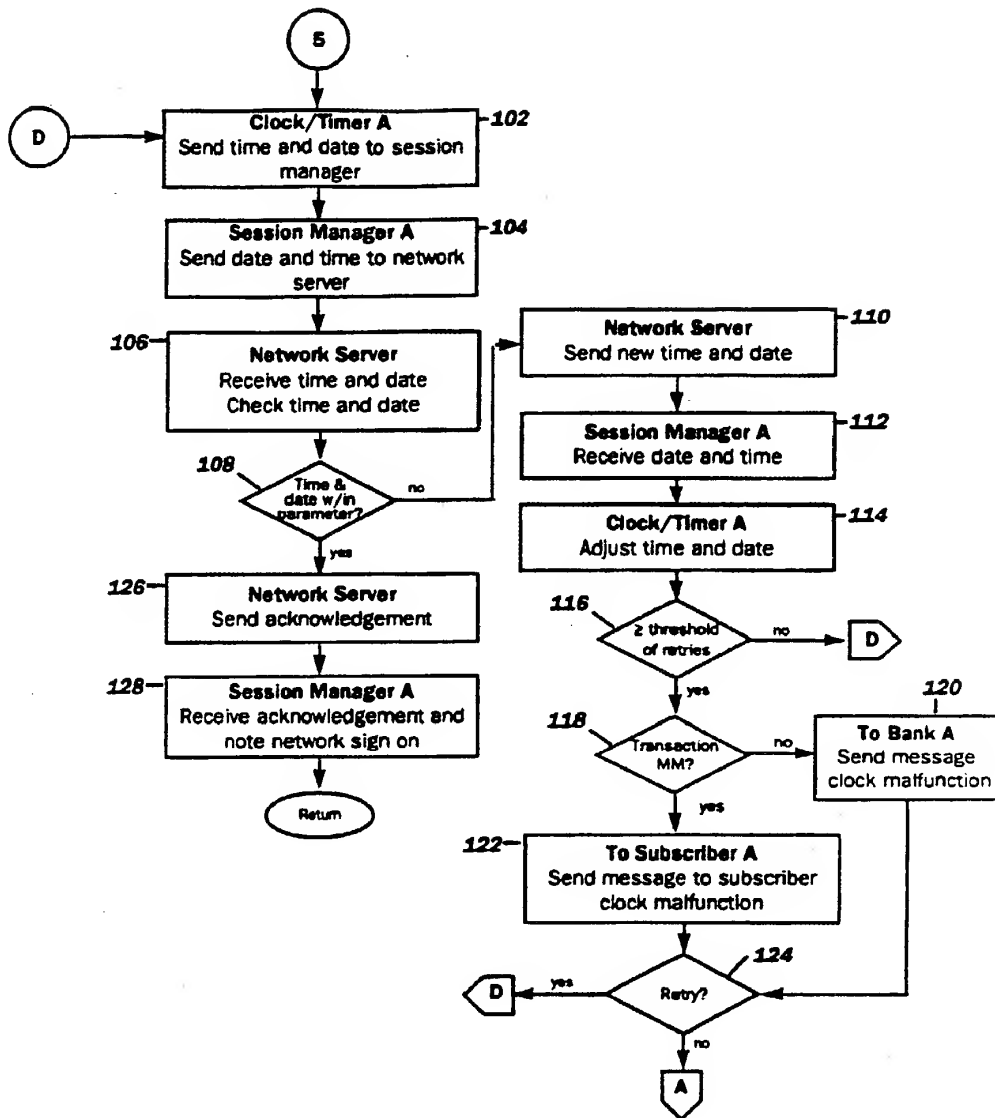 5
D
Clock/Timer A
Send time and date to session
manager
102
Session Manager A
Send date and time to network
server
104
106
Network Server
Receive time and date
Check time and date
108
Time &
date w/in
parameter?
no
yes
126
Network Server
Send acknowledgement
128
Session Manager A
Receive acknowledgement and
note network sign on
Return
Network Server
Send new time and date
110
Session Manager A
Receive date and time
112
Clock/Timer A
Adjust time and date
114
116
≥ threshold
of retries
no
D
yes
118
Transaction
MM?
no
120
To Bank A
Send message
clock malfunction
yes
122
To Subscriber A
Send message to subscriber
clock malfunction
124
Retry?
yes
D
no
A